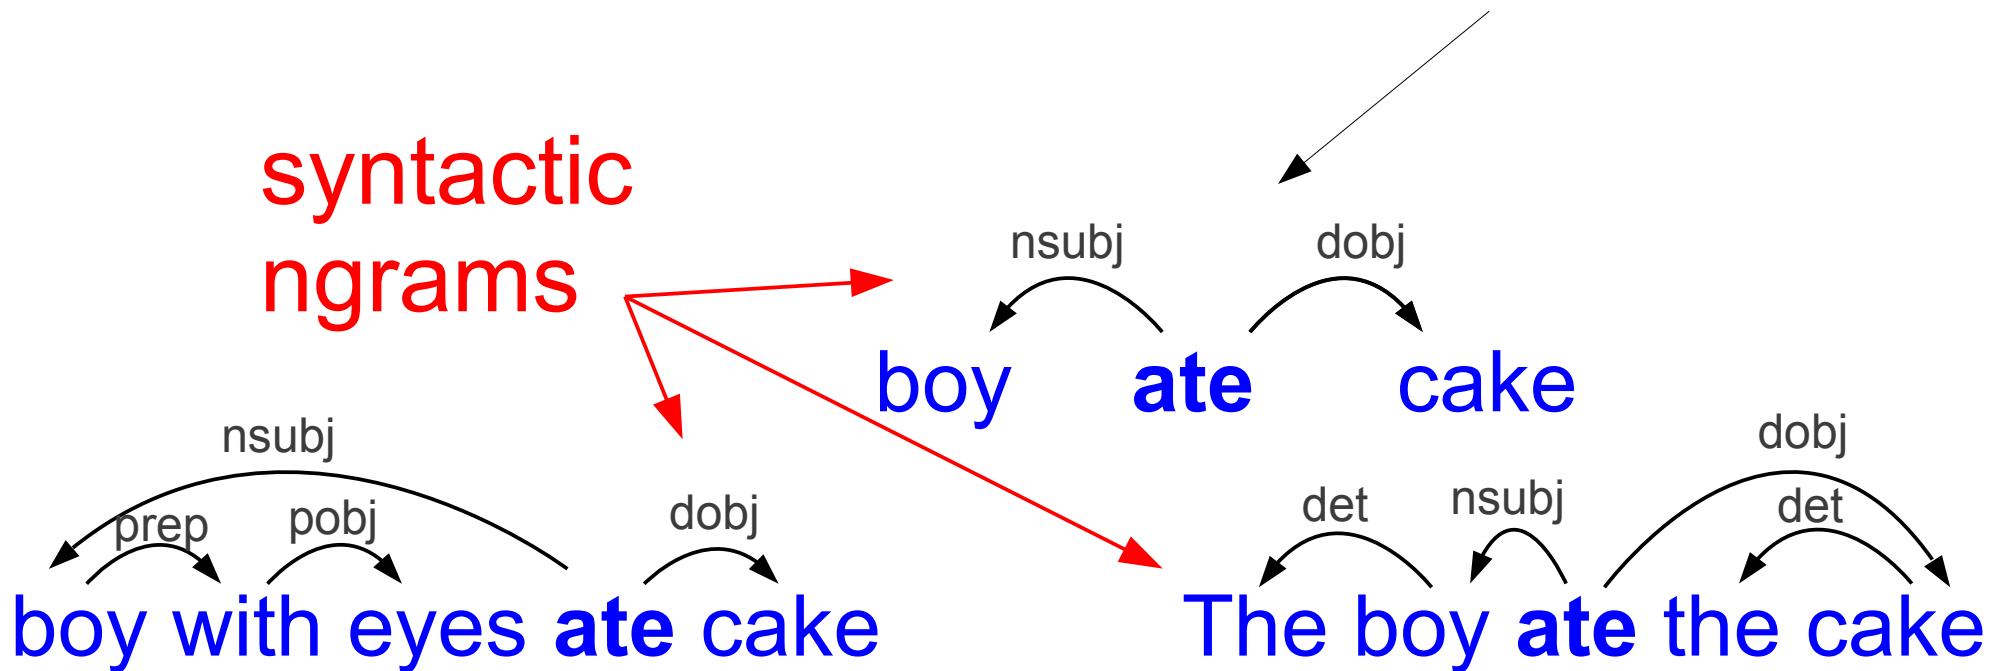 syntactic
ngrams
nsubj dobj
boy ate cake
nsubj
prep pobj dobj
boy with eyes ate cake
dobj
det nsubj det
The boy ate the cake